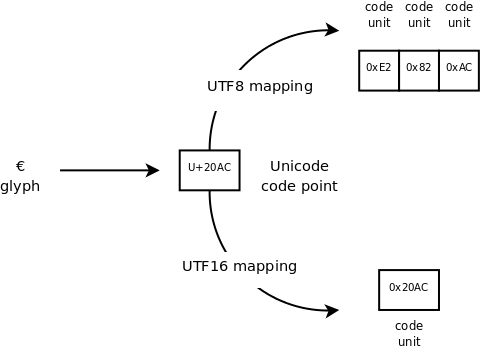 code code code
unit unit unit
0xE2 0x82 0xAC
UTF8 mapping
€
glyph
U+20AC
Unicode
code point
UTF16 mapping
0x20AC
code
unit